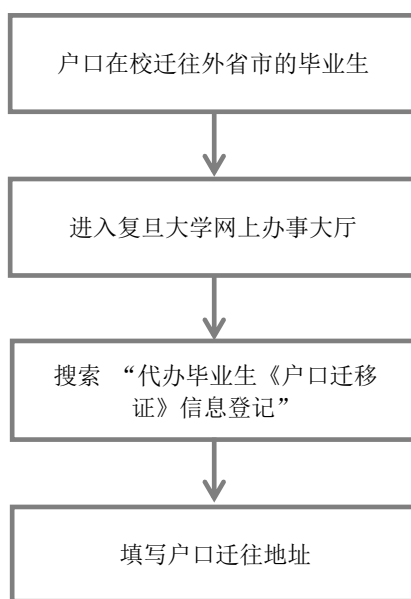 户口在校迁往外省市的毕业生
进入复旦大学网上办事大厅
搜索 “代办毕业生《户口迁移
证》信息登记”
填写户口迁往地址